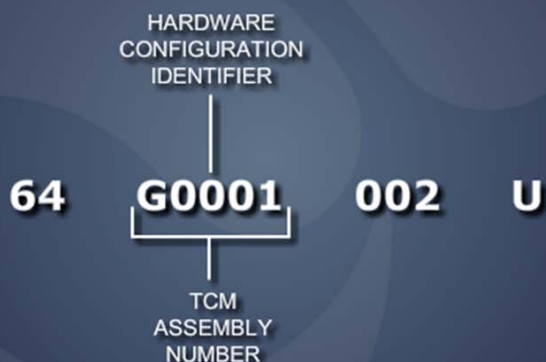 HARDWARE
CONFIGURATION
IDENTIFIER
64 G0001 002 U
TCM
ASSEMBLY
NUMBER